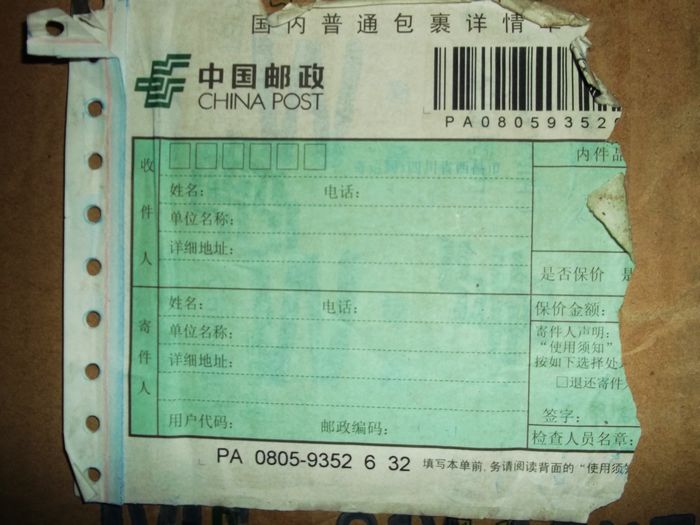 国内普通包裹详情单
中国邮政
CHINA POST
PA080593529
收件人
姓名： 电话：
单位名称：
详细地址：
内件品
是否保价 是
寄件人
姓名： 电话：
单位名称：
详细地址：
用户代码： 邮政编码：
保价金额：
寄件人声明：
“使用须知”
按如下选择处
□退还寄件人
签字：
检查人员名章：
PA 0805-9352 6 32 填写本单前，务请阅读背面的“使用须知